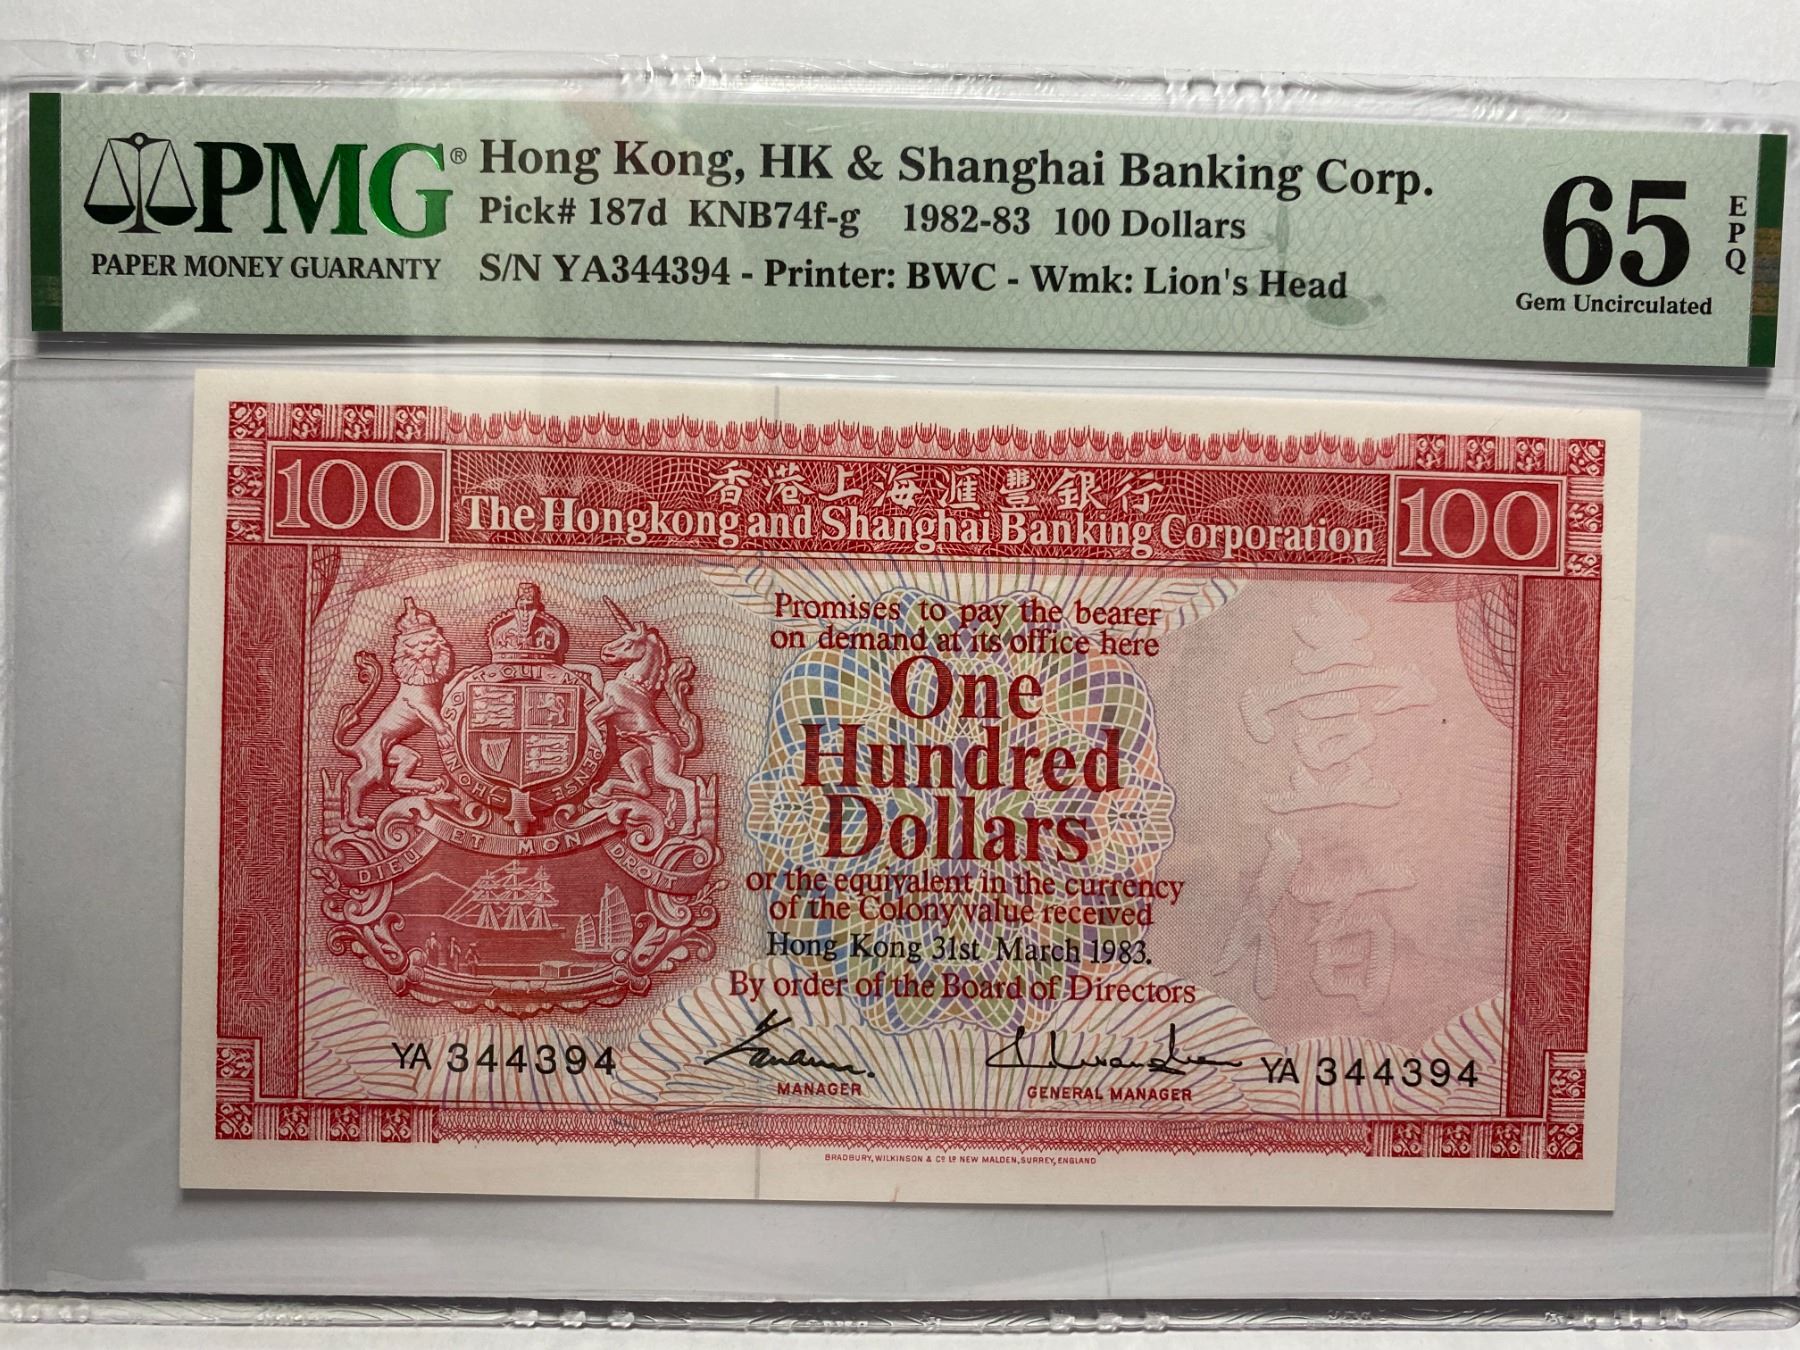 PMG®
PAPER MONEY GUARANTY
Hong Kong, HK & Shanghai Banking Corp.
Pick# 187d KNB74f-g 1982-83 100 Dollars
S/N YA344394 - Printer: BWC - Wmk: Lion's Head
65
EPQ
Gem Uncirculated
100
香港上海滙豐銀行
100
The Hongkong and Shanghai Banking Corporation
Promises to pay the bearer
on demand at its office here
One
Hundred
Dollars
or the equivalent in the currency
of the Colony value received
Hong Kong 31st March 1983.
By order of the Board of Directors
壹佰
HONI SOIT QUI MAL Y PENSE
DIEU ET MON DROIT
YA 344394
MANAGER
GENERAL MANAGER
YA 344394
BRADBURY, WILKINSON & Cº Lᴰ NEW MALDEN, SURREY, ENGLAND